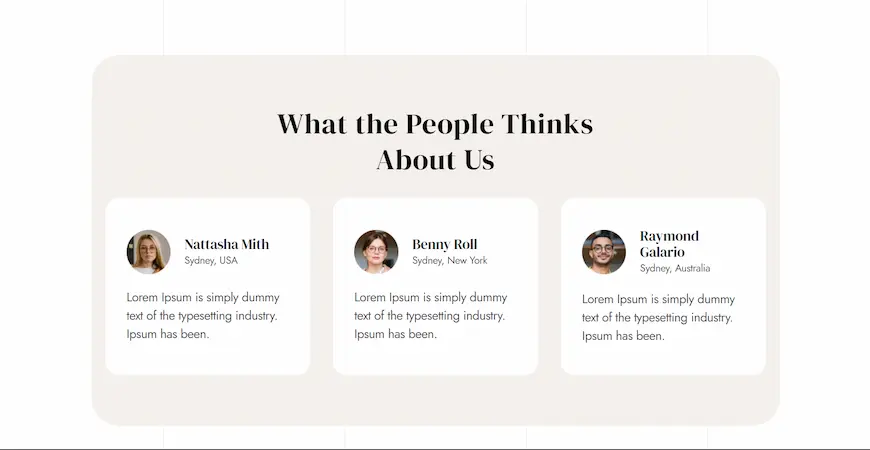 What the People Thinks
About Us
Nattasha Mith
Sydney, USA
Lorem Ipsum is simply dummy
text of the typesetting industry.
Ipsum has been.
Benny Roll
Sydney, New York
Lorem Ipsum is simply dummy
text of the typesetting industry.
Ipsum has been.
Raymond
Galario
Sydney, Australia
Lorem Ipsum is simply dummy
text of the typesetting industry.
Ipsum has been.